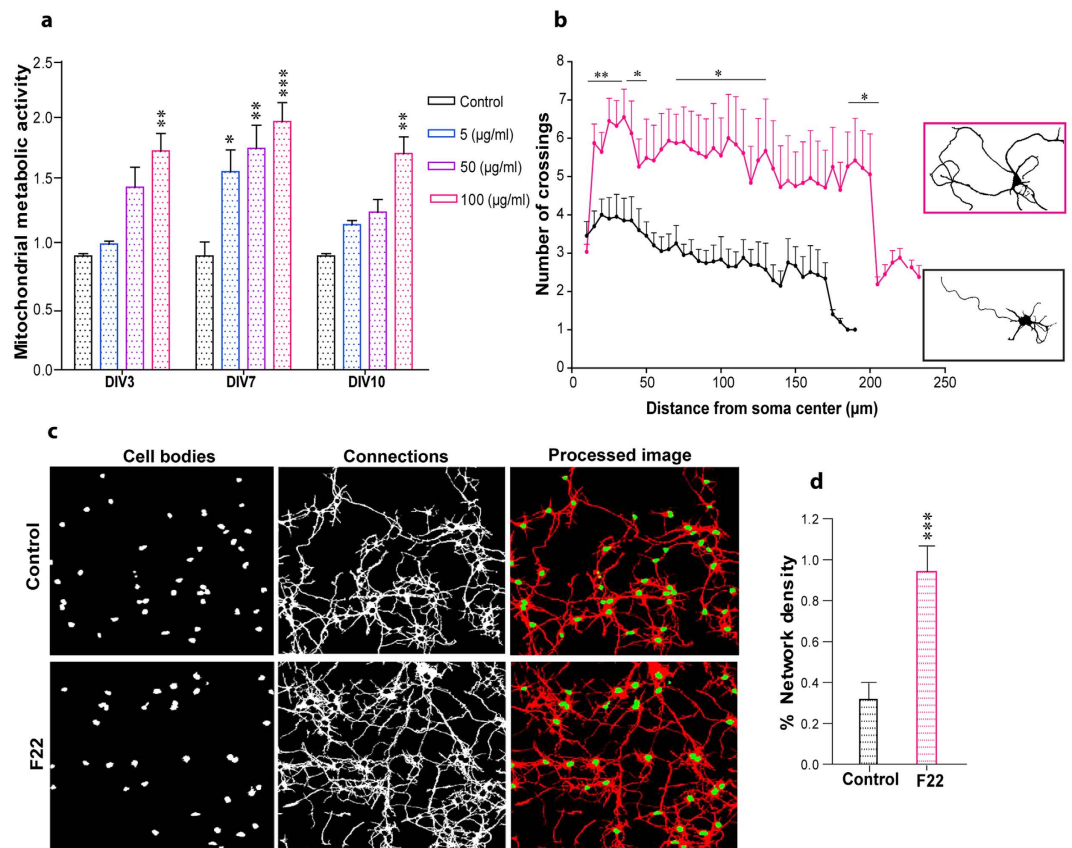 a
Mitochondrial metabolic activity
2.5
2.0
1.5
1.0
0.5
0.0
**
* ** ***
**
DIV3 DIV7 DIV10
Control
5 (µg/ml)
50 (µg/ml)
100 (µg/ml)
b
Number of crossings
8
7
6
5
4
3
2
1
0
** * * *
0 50 100 150 200 250
Distance from soma center (µm)
c
Cell bodies Connections Processed image
Control
F22
d
% Network density
1.2
1.0
0.8
0.6
0.4
0.2
0.0
***
Control F22